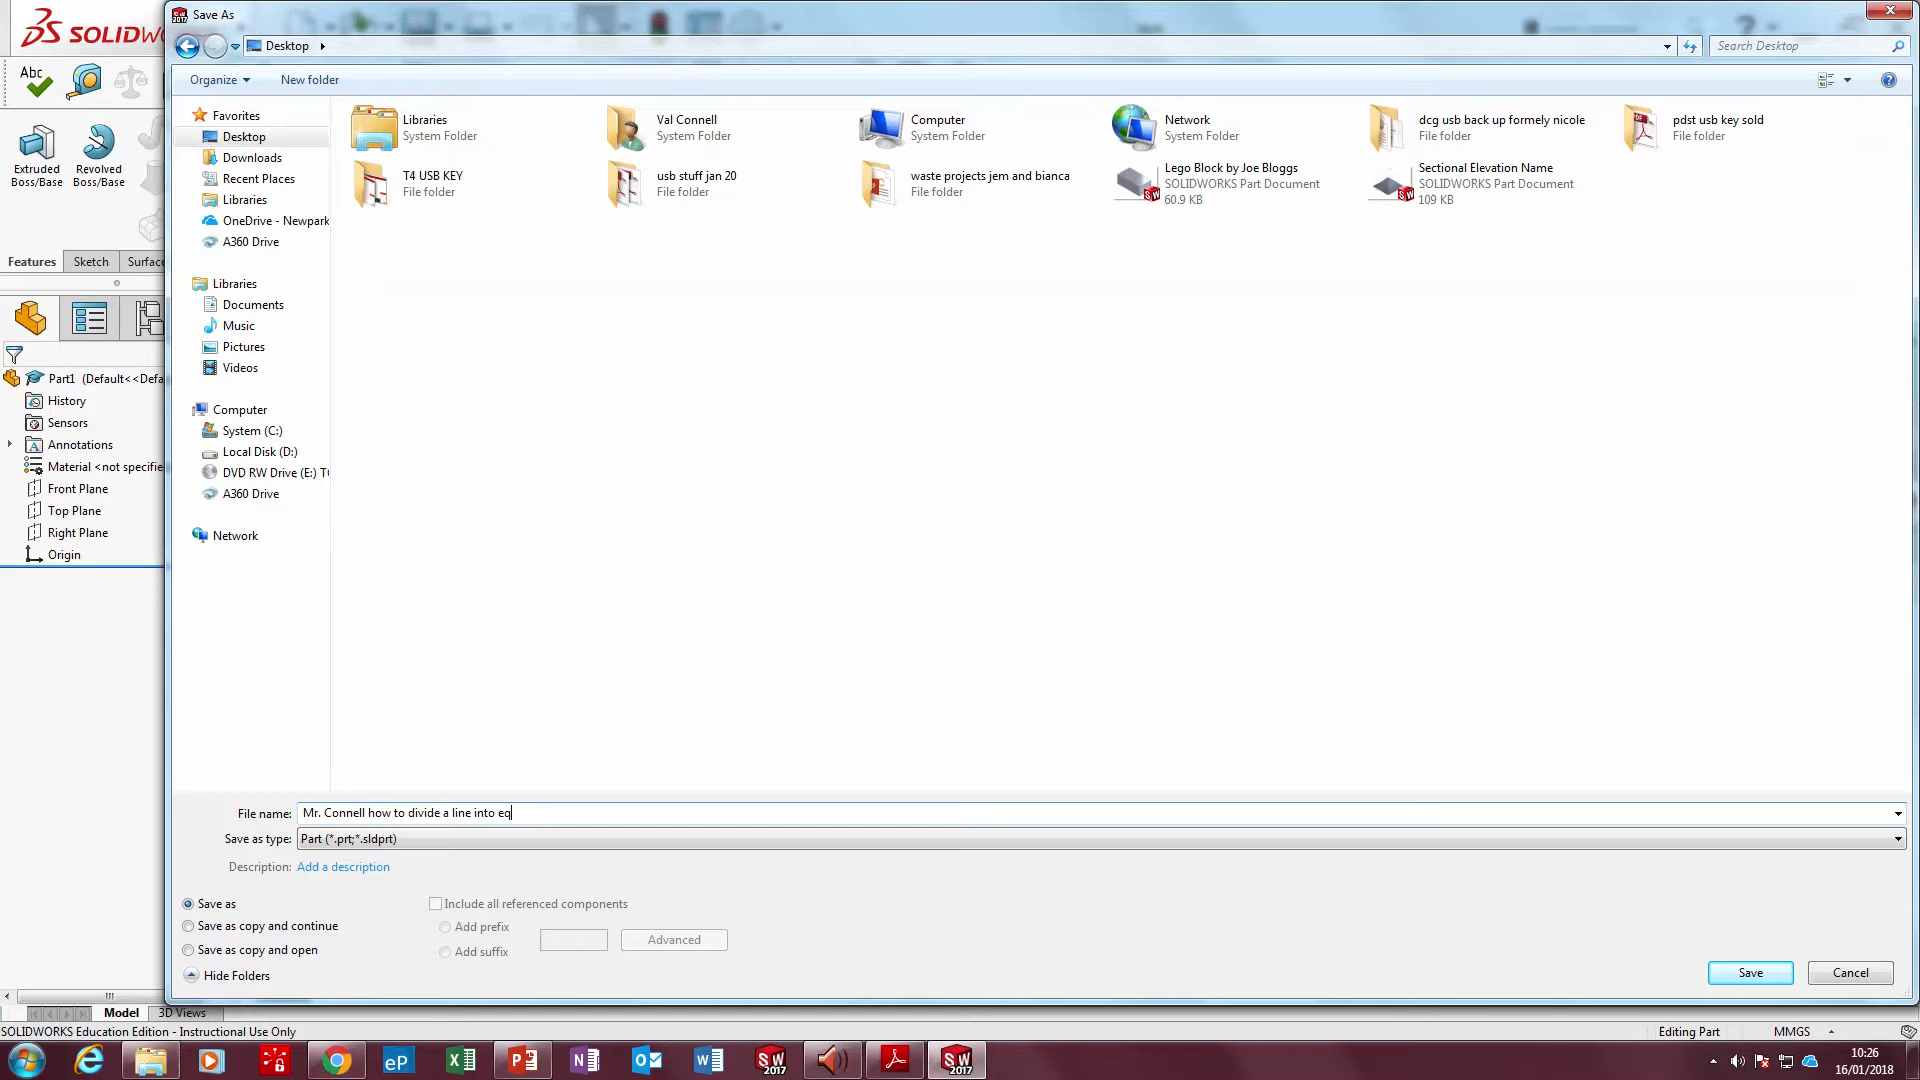 Save As
SOLIDW
Desktop
Search Desktop
Organize
New folder
Abc
Extruded
Boss/Base
Revolved
Boss/Base
Features
Sketch
Surface
Part1 (Default<<Defa
History
Sensors
Annotations
Material <not specifie
Front Plane
Top Plane
Right Plane
Origin
Favorites
Desktop
Downloads
Recent Places
Libraries
OneDrive - Newpark
A360 Drive
Libraries
Documents
Music
Pictures
Videos
Computer
System (C:)
Local Disk (D:)
DVD RW Drive (E:) TO
A360 Drive
Network
Libraries
System Folder
Val Connell
System Folder
Computer
System Folder
Network
System Folder
dcg usb back up formely nicole
File folder
pdst usb key sold
File folder
T4 USB KEY
File folder
usb stuff jan 20
File folder
waste projects jem and bianca
File folder
Lego Block by Joe Bloggs
SOLIDWORKS Part Document
60.9 KB
Sectional Elevation Name
SOLIDWORKS Part Document
109 KB
File name: Mr. Connell how to divide a line into eq
Save as type: Part (*.prt;*.sldprt)
Description: Add a description
Save as
Save as copy and continue
Save as copy and open
Include all referenced components
Add prefix
Add suffix
Advanced
Hide Folders
Save
Cancel
Model
3D Views
SOLIDWORKS Education Edition - Instructional Use Only
Editing Part
MMGS
10:26
16/01/2018